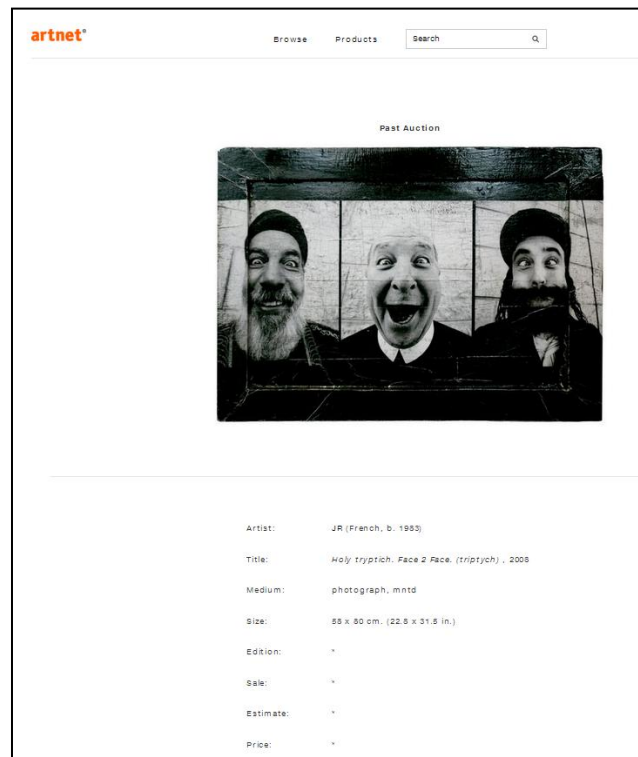 artnet®
Browse Products Search
Past Auction
Artist: JR (French, b. 1983)
Title: Holy tryptich. Face 2 Face. (triptych) , 2008
Medium: photograph, mntd
Size: 58 x 80 cm. (22.8 x 31.5 in.)
Edition: *
Sale: *
Estimate: *
Price: *